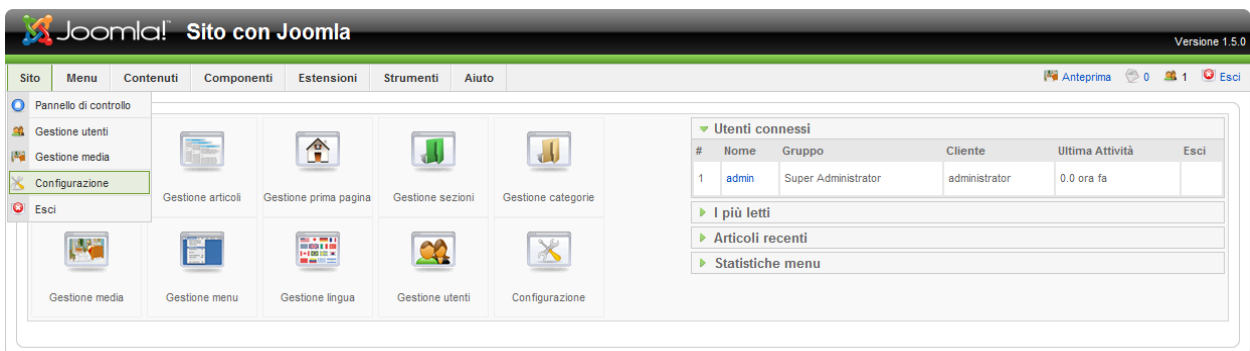 Joomla!™ Sito con Joomla
Versione 1.5.0
Sito Menu Contenuti Componenti Estensioni Strumenti Aiuto Anteprima 0 1 Esci
Pannello di controllo
Gestione utenti
Gestione media
Configurazione
Esci
Gestione articoli Gestione prima pagina Gestione sezioni Gestione categorie
Gestione media Gestione menu Gestione lingua Gestione utenti Configurazione
Utenti connessi
# Nome Gruppo Cliente Ultima Attività Esci
1 admin Super Administrator administrator 0.0 ora fa
I più letti
Articoli recenti
Statistiche menu